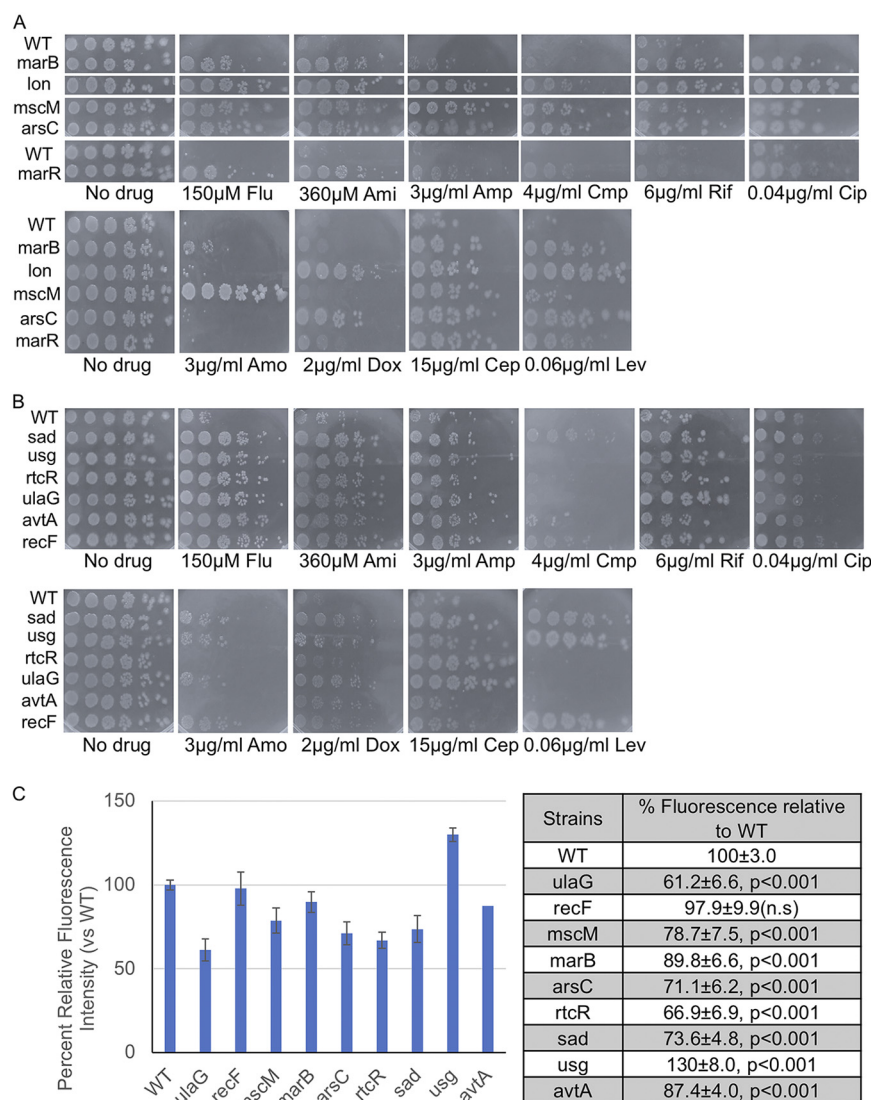 A
WT
marB
lon
mscM
arsC
WT
marR
No drug 150µM Flu 360µM Ami 3µg/ml Amp 4µg/ml Cmp 6µg/ml Rif 0.04µg/ml Cip
WT
marB
lon
mscM
arsC
marR
No drug 3µg/ml Amo 2µg/ml Dox 15µg/ml Cep 0.06µg/ml Lev
B
WT
sad
usg
rtcR
ulaG
avtA
recF
No drug 150µM Flu 360µM Ami 3µg/ml Amp 4µg/ml Cmp 6µg/ml Rif 0.04µg/ml Cip
WT
sad
usg
rtcR
ulaG
avtA
recF
No drug 3µg/ml Amo 2µg/ml Dox 15µg/ml Cep 0.06µg/ml Lev
C
Percent Relative Fluorescence
Intensity (vs WT)
150
100
50
0
WT ulaG recF mscM marB arsC rtcR sad usg avtA
Strains % Fluorescence relative
to WT
WT 100±3.0
ulaG 61.2±6.6, p<0.001
recF 97.9±9.9(n.s)
mscM 78.7±7.5, p<0.001
marB 89.8±6.6, p<0.001
arsC 71.1±6.2, p<0.001
rtcR 66.9±6.9, p<0.001
sad 73.6±4.8, p<0.001
usg 130±8.0, p<0.001
avtA 87.4±4.0, p<0.001